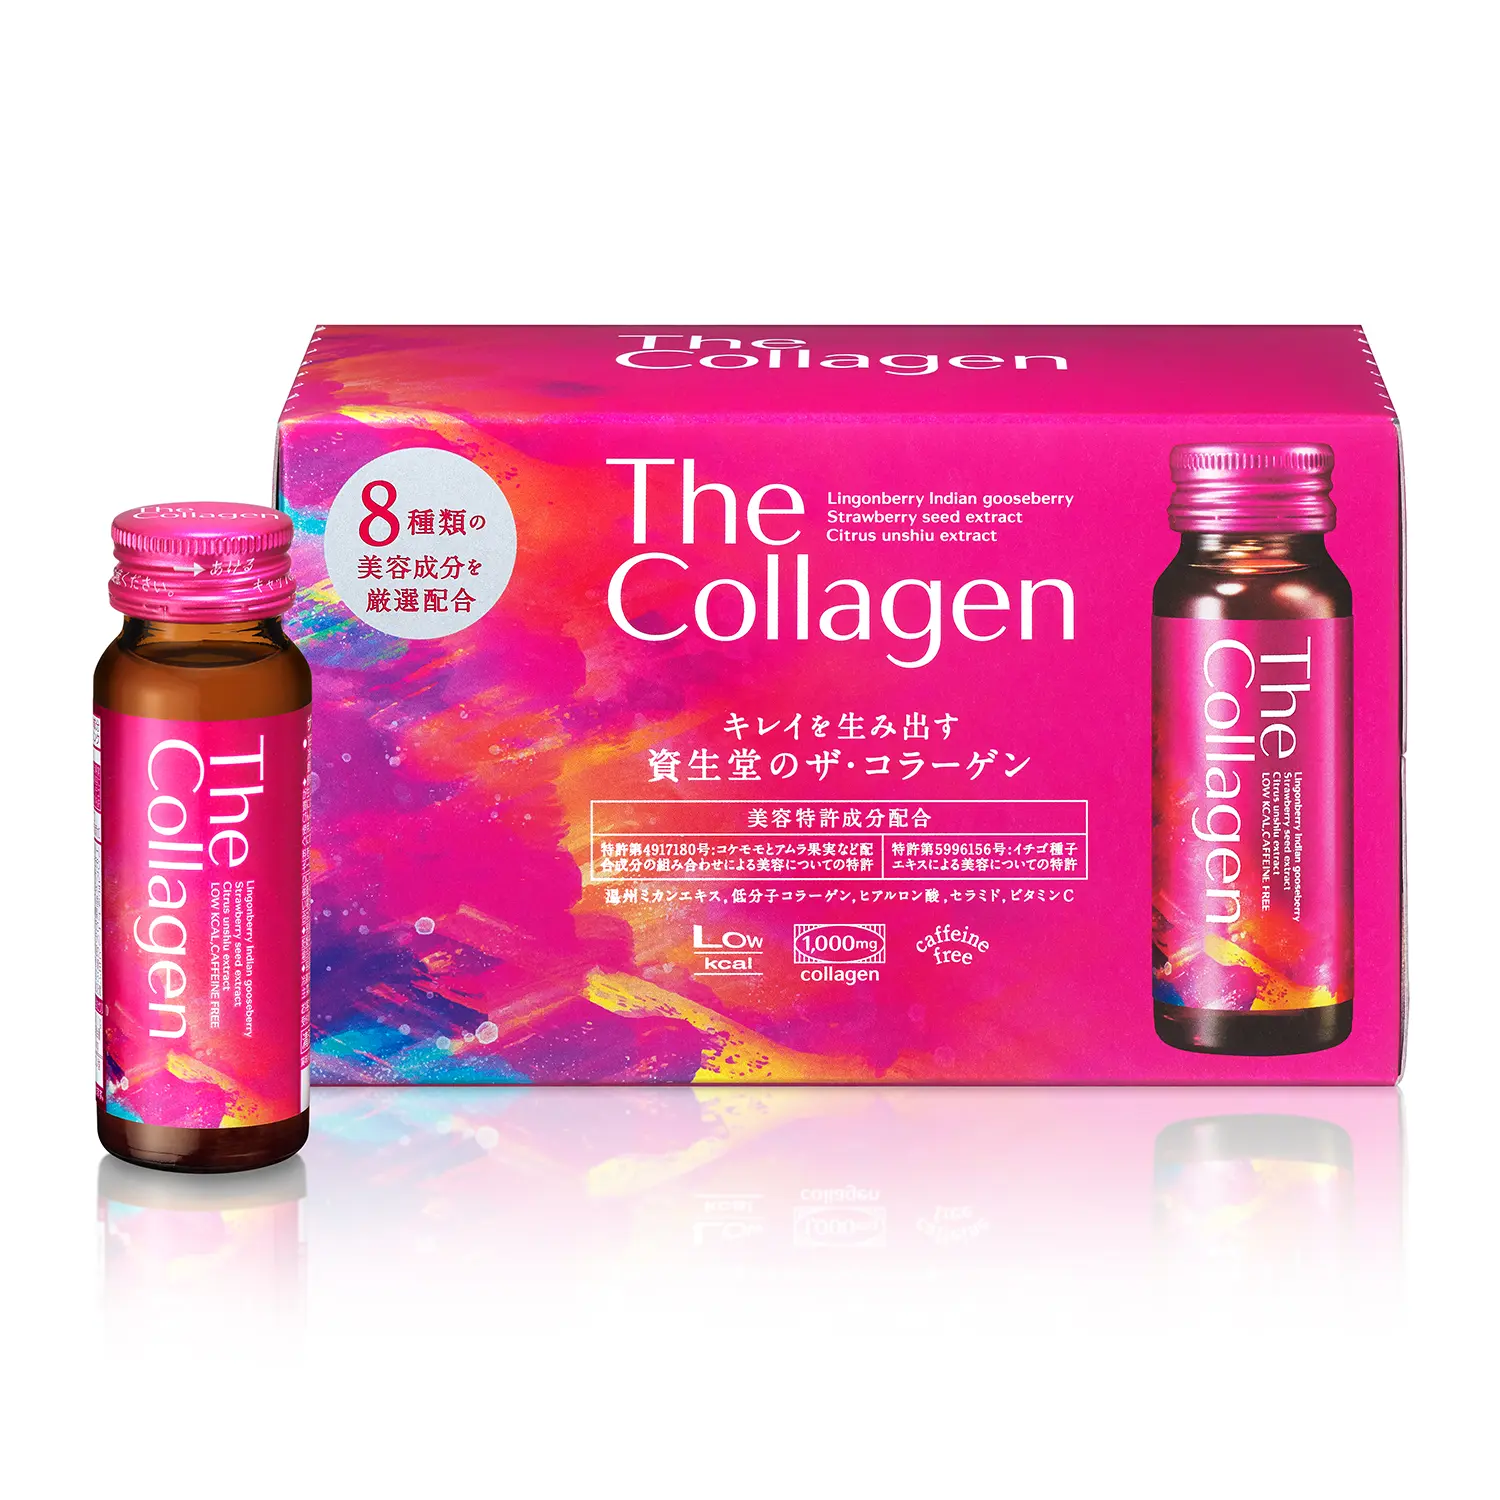 The
Collagen
8種類の
美容成分を
厳選配合
The
Collagen
Lingonberry Indian gooseberry
Strawberry seed extract
Citrus unshiu extract
キレイを生み出す
資生堂のザ・コラーゲン
美容特許成分配合
特許第4917180号:コケモモとアムラ果実など配
合成分の組み合わせによる美容についての特許
特許第5996156号:イチゴ種子
エキスによる美容についての特許
温州ミカンエキス,低分子コラーゲン,ヒアルロン酸,セラミド,ビタミンC
Low
kcal
1,000mg
collagen
caffeine
free
The
Collagen
Lingonberry Indian gooseberry
Strawberry seed extract
Citrus unshiu extract
LOW KCAL,CAFFEINE FREE
The
Collagen
ください。→あける
The
Collagen
Lingonberry Indian gooseberry
Strawberry seed extract
Citrus unshiu extract
LOW KCAL,CAFFEINE FREE